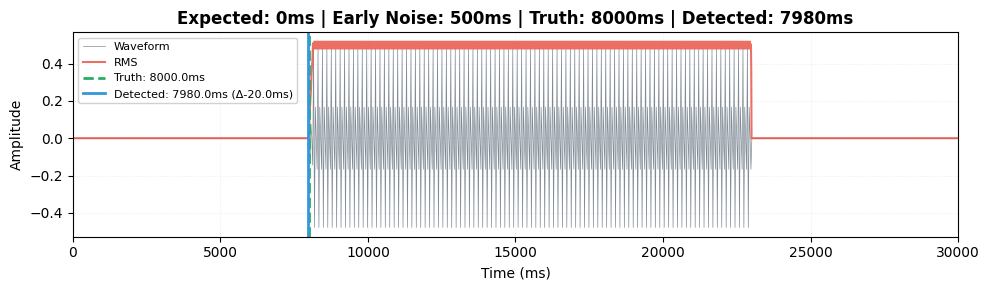 Expected: 0ms | Early Noise: 500ms | Truth: 8000ms | Detected: 7980ms
Waveform
RMS
Truth: 8000.0ms
Detected: 7980.0ms (Δ-20.0ms)
Amplitude
0.4
0.2
0.0
−0.2
−0.4
0 5000 10000 15000 20000 25000 30000
Time (ms)